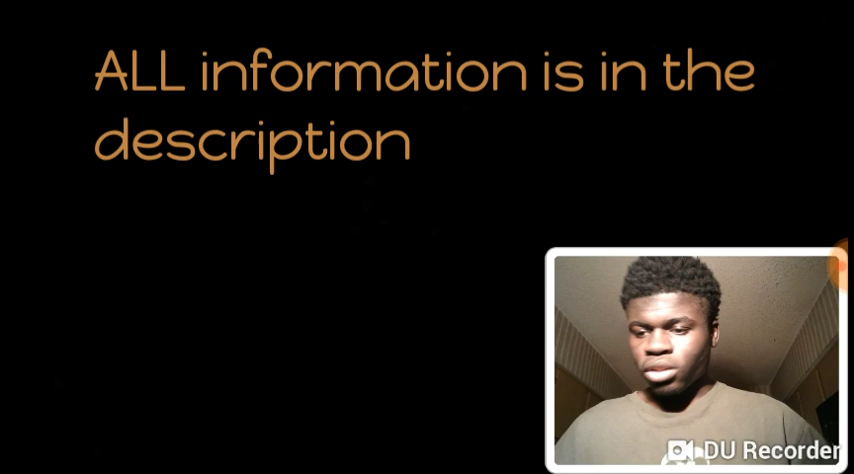 ALL information is in the
description
DU Recorder